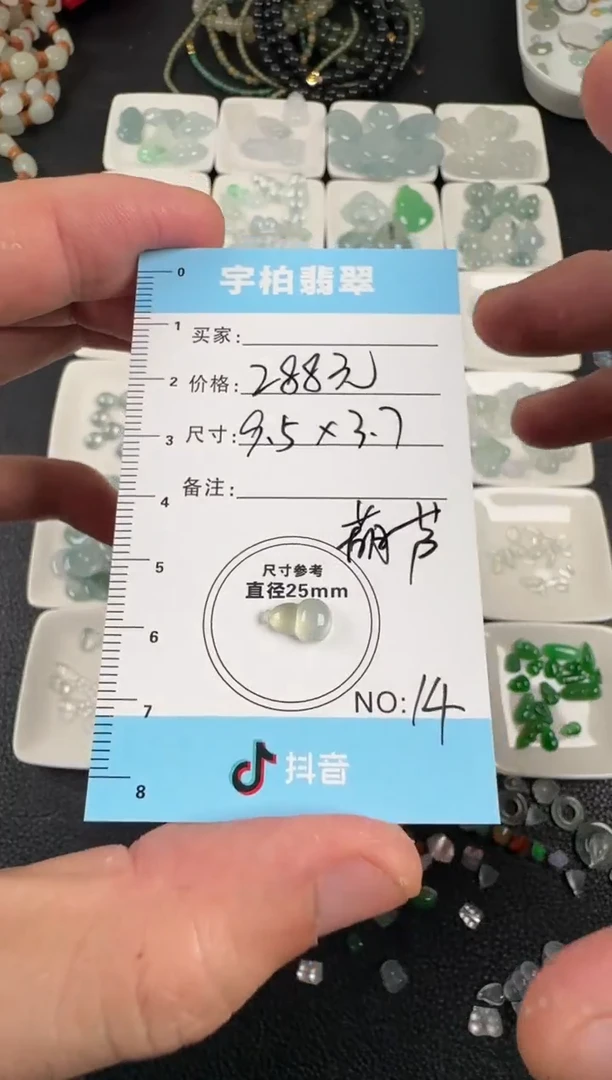 0
宇柏翡翠
1
买家:
2
价格: 288元
3
尺寸: 9.5×3.7
4
备注:
葫芦
5
尺寸参考
直径25mm
6
7
NO: 14
抖音
8